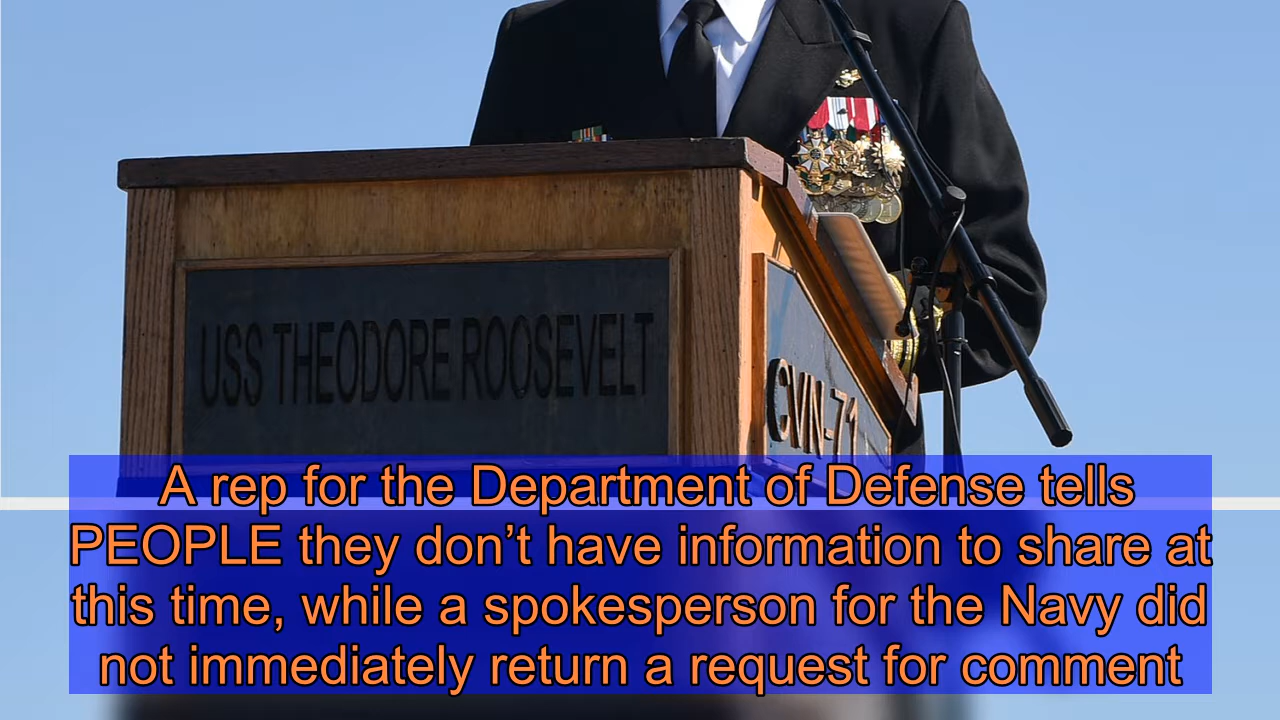 USS THEODORE ROOSEVELT
CVN-71
A rep for the Department of Defense tells
PEOPLE they don’t have information to share at
this time, while a spokesperson for the Navy did
not immediately return a request for comment